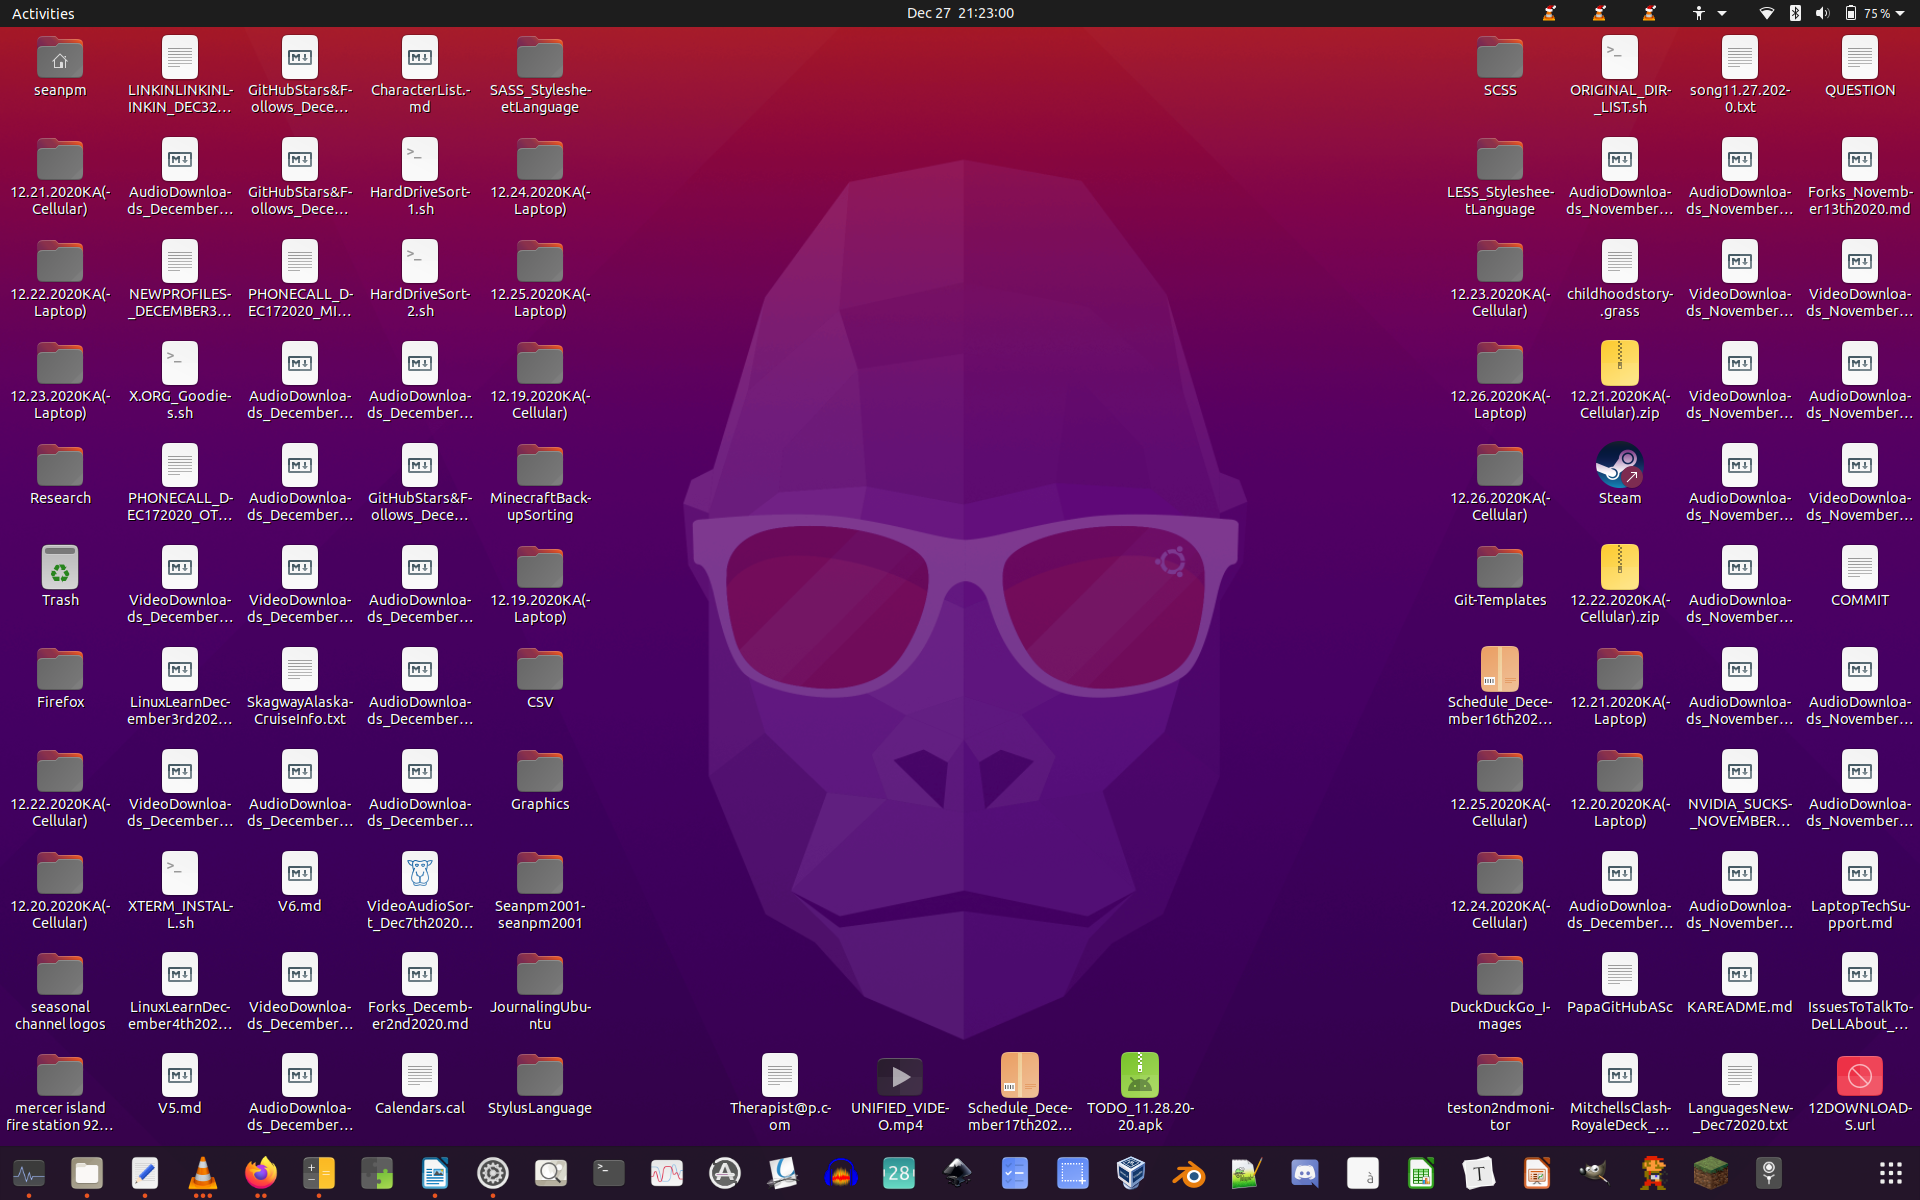 Activities
Dec 27 21:23:00
75 %
seanpm
LINKINLINKINL-
INKIN_DEC32...
GitHubStars&F-
ollows_Dece...
CharacterList.-
md
SASS_Styleshe-
etLanguage
SCSS
ORIGINAL_DIR-
_LIST.sh
song11.27.202-
0.txt
QUESTION
12.21.2020KA(-
Cellular)
AudioDownloa-
ds_December...
GitHubStars&F-
ollows_Dece...
HardDriveSort-
1.sh
12.24.2020KA(-
Laptop)
LESS_Styleshee-
tLanguage
AudioDownloa-
ds_November...
AudioDownloa-
ds_November...
Forks_Novemb-
er13th2020.md
12.22.2020KA(-
Laptop)
NEWPROFILES-
_DECEMBER3...
PHONECALL_D-
EC172020_MI...
HardDriveSort-
2.sh
12.25.2020KA(-
Laptop)
12.23.2020KA(-
Cellular)
childhoodstory-
.grass
VideoDownloa-
ds_November...
VideoDownloa-
ds_November...
12.23.2020KA(-
Laptop)
X.ORG_Goodie-
s.sh
AudioDownloa-
ds_December...
AudioDownloa-
ds_December...
12.19.2020KA(-
Cellular)
12.26.2020KA(-
Laptop)
12.21.2020KA(-
Cellular).zip
VideoDownloa-
ds_November...
AudioDownloa-
ds_November...
Research
PHONECALL_D-
EC172020_OT...
AudioDownloa-
ds_December...
GitHubStars&F-
ollows_Dece...
MinecraftBack-
upSorting
12.26.2020KA(-
Cellular)
Steam
AudioDownloa-
ds_November...
VideoDownloa-
ds_November...
Trash
VideoDownloa-
ds_December...
VideoDownloa-
ds_December...
AudioDownloa-
ds_December...
12.19.2020KA(-
Laptop)
Git-Templates
12.22.2020KA(-
Cellular).zip
AudioDownloa-
ds_November...
COMMIT
Firefox
LinuxLearnDec-
ember3rd202...
SkagwayAlaska-
CruiseInfo.txt
AudioDownloa-
ds_December...
CSV
Schedule_Dece-
mber16th202...
12.21.2020KA(-
Laptop)
AudioDownloa-
ds_November...
AudioDownloa-
ds_November...
12.22.2020KA(-
Cellular)
VideoDownloa-
ds_December...
AudioDownloa-
ds_December...
AudioDownloa-
ds_December...
Graphics
12.25.2020KA(-
Cellular)
12.20.2020KA(-
Laptop)
NVIDIA_SUCKS-
_NOVEMBER...
AudioDownloa-
ds_November...
12.20.2020KA(-
Cellular)
XTERM_INSTAL-
L.sh
V6.md
VideoAudioSor-
t_Dec7th2020...
Seanpm2001-
seanpm2001
12.24.2020KA(-
Cellular)
AudioDownloa-
ds_December...
AudioDownloa-
ds_November...
LaptopTechSu-
pport.md
seasonal
channel logos
LinuxLearnDec-
ember4th202...
VideoDownloa-
ds_December...
Forks_Decemb-
er2nd2020.md
JournalingUbu-
ntu
DuckDuckGo_I-
mages
PapaGitHubASc
KAREADME.md
IssuesToTalkTo-
DeLLAbout_...
mercer island
fire station 92...
V5.md
AudioDownloa-
ds_December...
Calendars.cal
StylusLanguage
Therapist@p.c-
om
UNIFIED_VIDE-
O.mp4
Schedule_Dece-
mber17th202...
TODO_11.28.20-
20.apk
teston2ndmoni-
tor
MitchellsClash-
RoyaleDeck_...
LanguagesNew-
_Dec72020.txt
12DOWNLOAD-
S.url
28
à
T